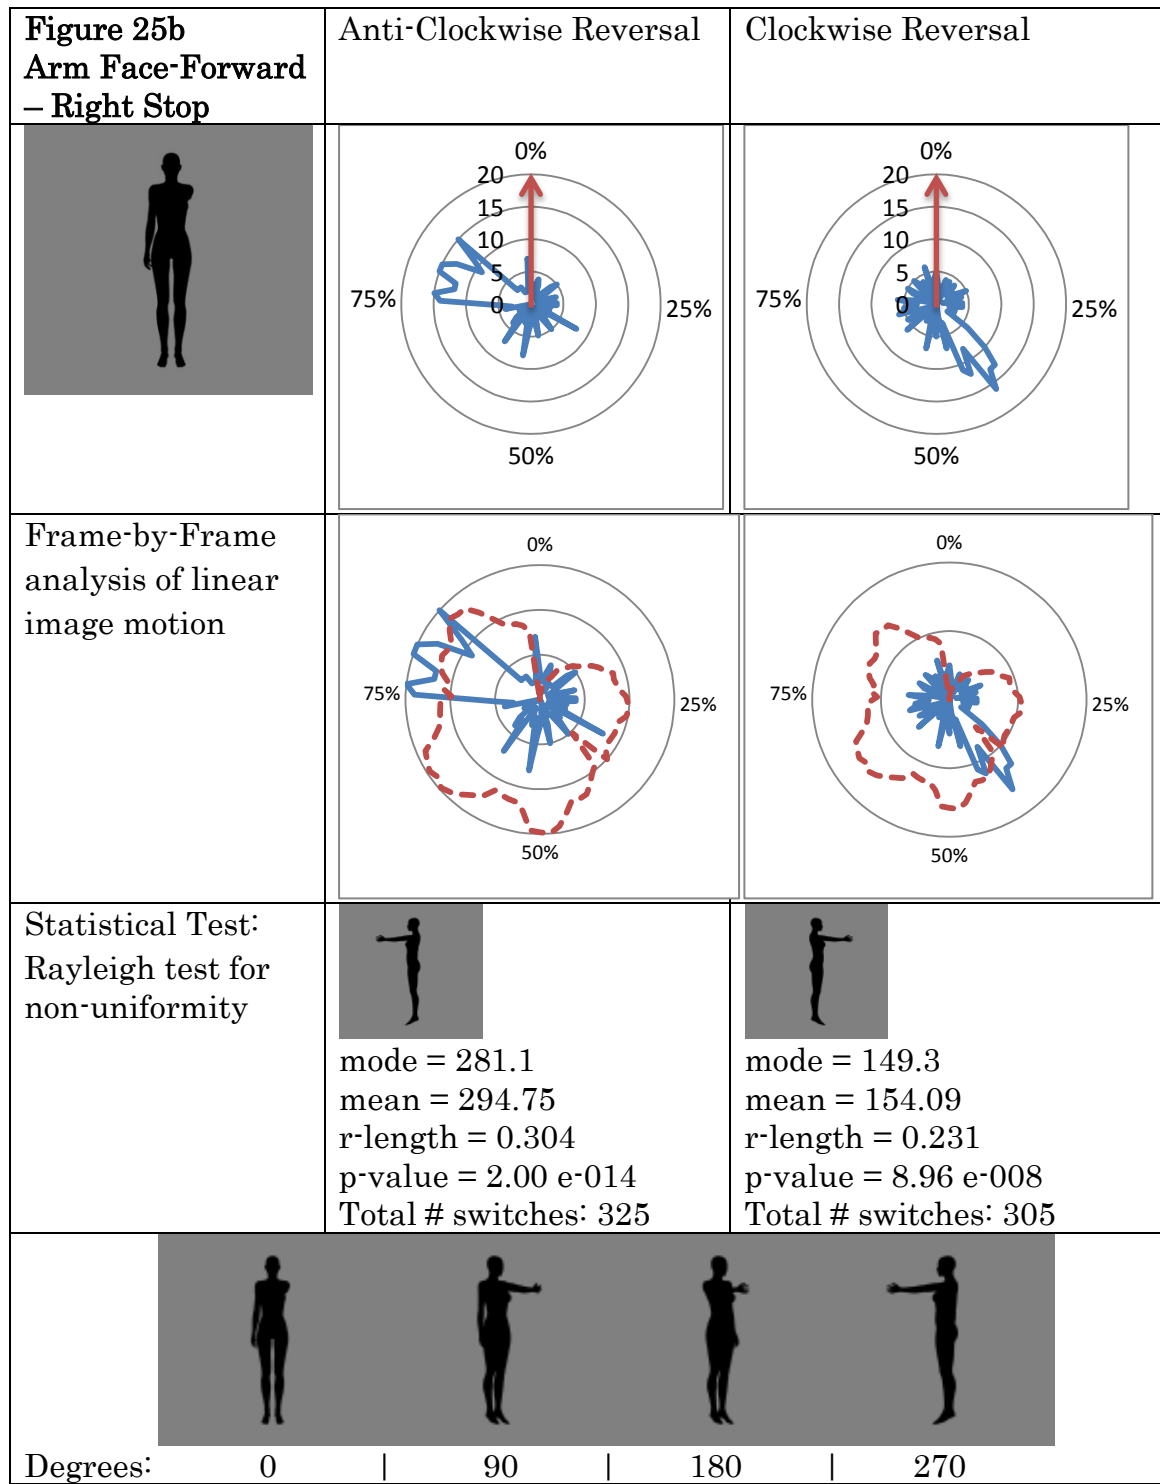 Figure 25b
Arm Face-Forward
– Right Stop
Anti-Clockwise Reversal
Clockwise Reversal
0%
20
15
10
5
0
75%
25%
50%
0%
20
15
10
5
0
75%
25%
50%
Frame-by-Frame
analysis of linear
image motion
0%
75%
25%
50%
0%
75%
25%
50%
Statistical Test:
Rayleigh test for
non-uniformity
mode = 281.1
mean = 294.75
r-length = 0.304
p-value = 2.00 e-014
Total # switches: 325
mode = 149.3
mean = 154.09
r-length = 0.231
p-value = 8.96 e-008
Total # switches: 305
Degrees: 0 | 90 | 180 | 270